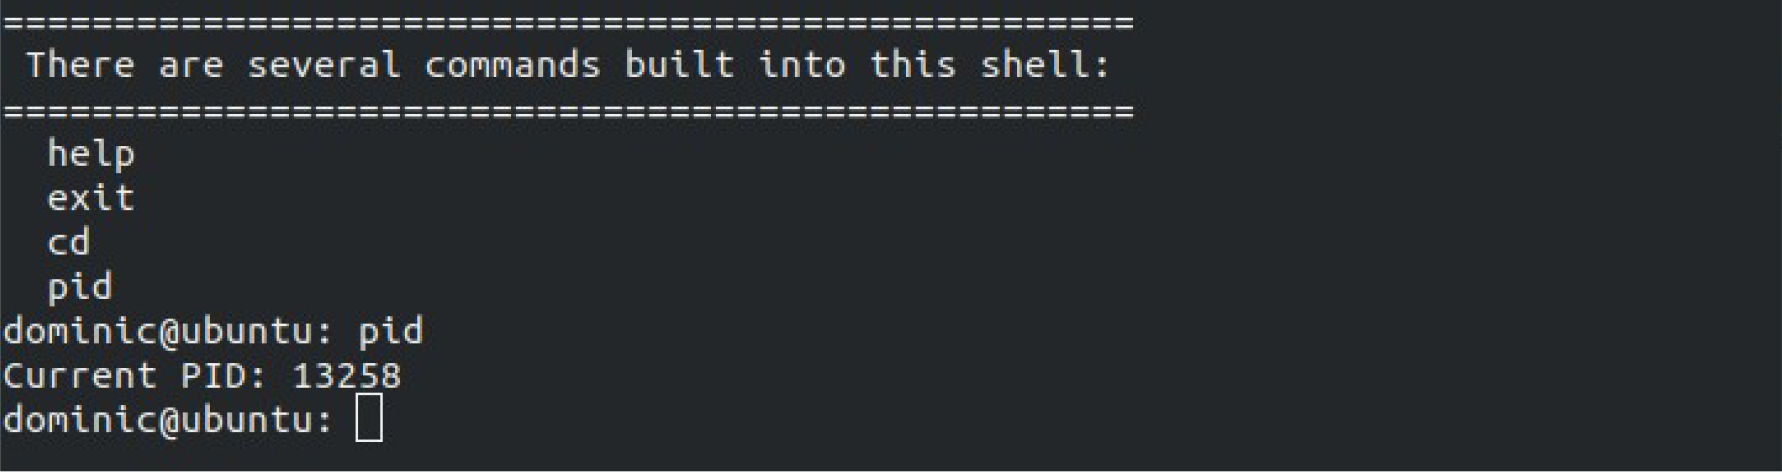 ===================================================
 There are several commands built into this shell:
===================================================
  help
  exit
  cd
  pid
dominic@ubuntu: pid
Current PID: 13258
dominic@ubuntu: